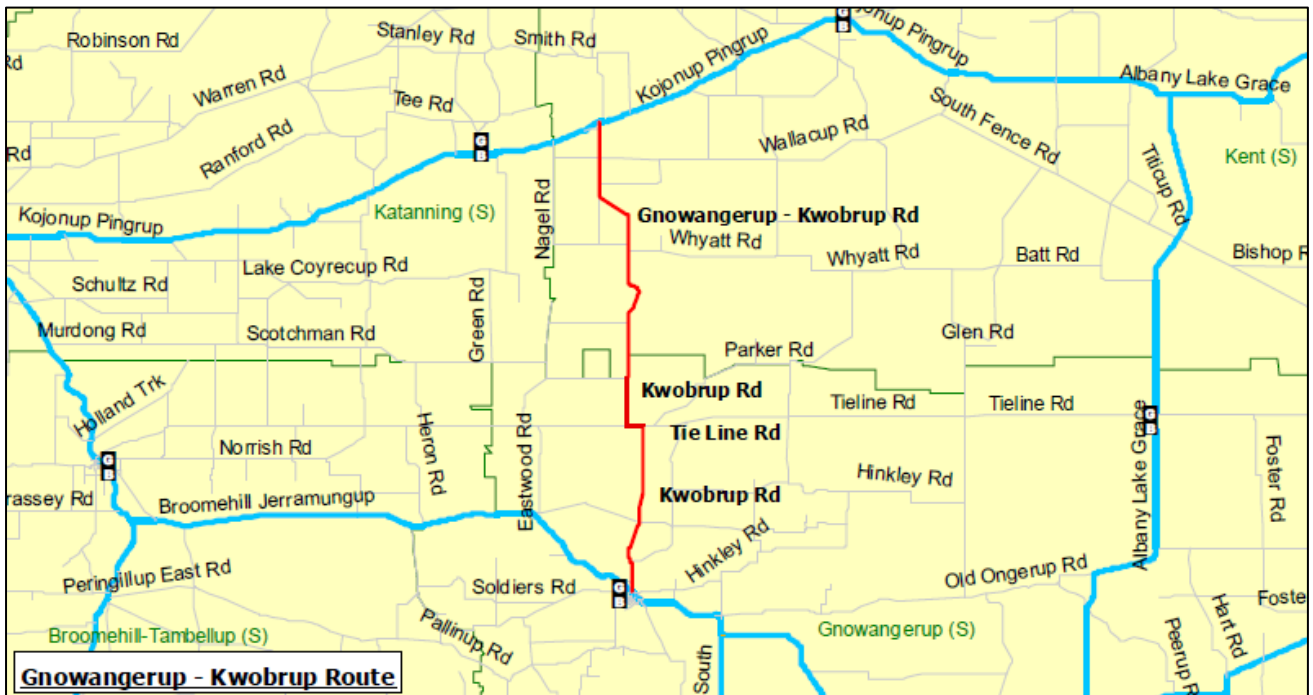 Robinson Rd
Stanley Rd
Smith Rd
Kojonup Pingrup
onup Pingrup
Albany Lake Grace
Rd
Warren Rd
Tee Rd
Ranford Rd
Rd
Wallacup Rd
South Fence Rd
Kent (S)
Titicup Rd
Kojonup Pingrup
Katanning (S)
Nagel Rd
Gnowangerup - Kwobrup Rd
Whyatt Rd
Whyatt Rd
Batt Rd
Bishop R
Lake Coyrecup Rd
Schultz Rd
Green Rd
Murdong Rd
Scotchman Rd
Glen Rd
Parker Rd
Holland Trk
Kwobrup Rd
Tieline Rd
Tieline Rd
Heron Rd
Eastwood Rd
Tie Line Rd
Albany Lake Grace
Foster Rd
Norrish Rd
Hinkley Rd
rassey Rd
Broomehill Jerramungup
Kwobrup Rd
Hinkley Rd
Peringillup East Rd
Soldiers Rd
Old Ongerup Rd
Foste
Broomehill-Tambellup (S)
Pallinup Rd
Gnowangerup (S)
South
Peerup R
Hart Rd
Gnowangerup - Kwobrup Route